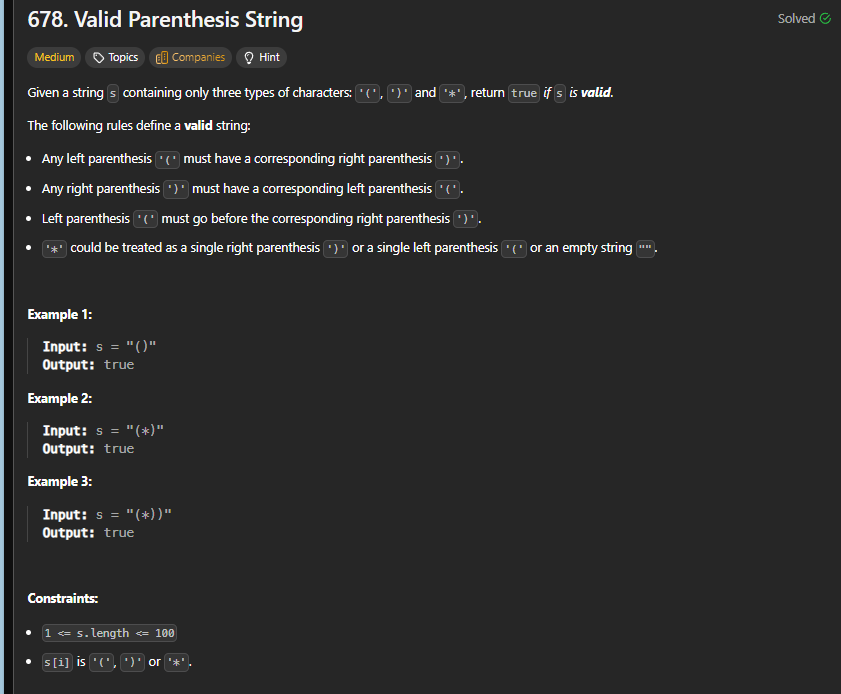 678. Valid Parenthesis String
Solved
Medium Topics Companies Hint
Given a string s containing only three types of characters: '(', ')' and '*', return true if s is valid.
The following rules define a valid string:
• Any left parenthesis '(' must have a corresponding right parenthesis ')'.
• Any right parenthesis ')' must have a corresponding left parenthesis '('.
• Left parenthesis '(' must go before the corresponding right parenthesis ')'.
• '*' could be treated as a single right parenthesis ')' or a single left parenthesis '(' or an empty string "".
Example 1:
Input: s = "()"
Output: true
Example 2:
Input: s = "(*)"
Output: true
Example 3:
Input: s = "(*))"
Output: true
Constraints:
• 1 <= s.length <= 100
• s[i] is '(', ')' or '*'.